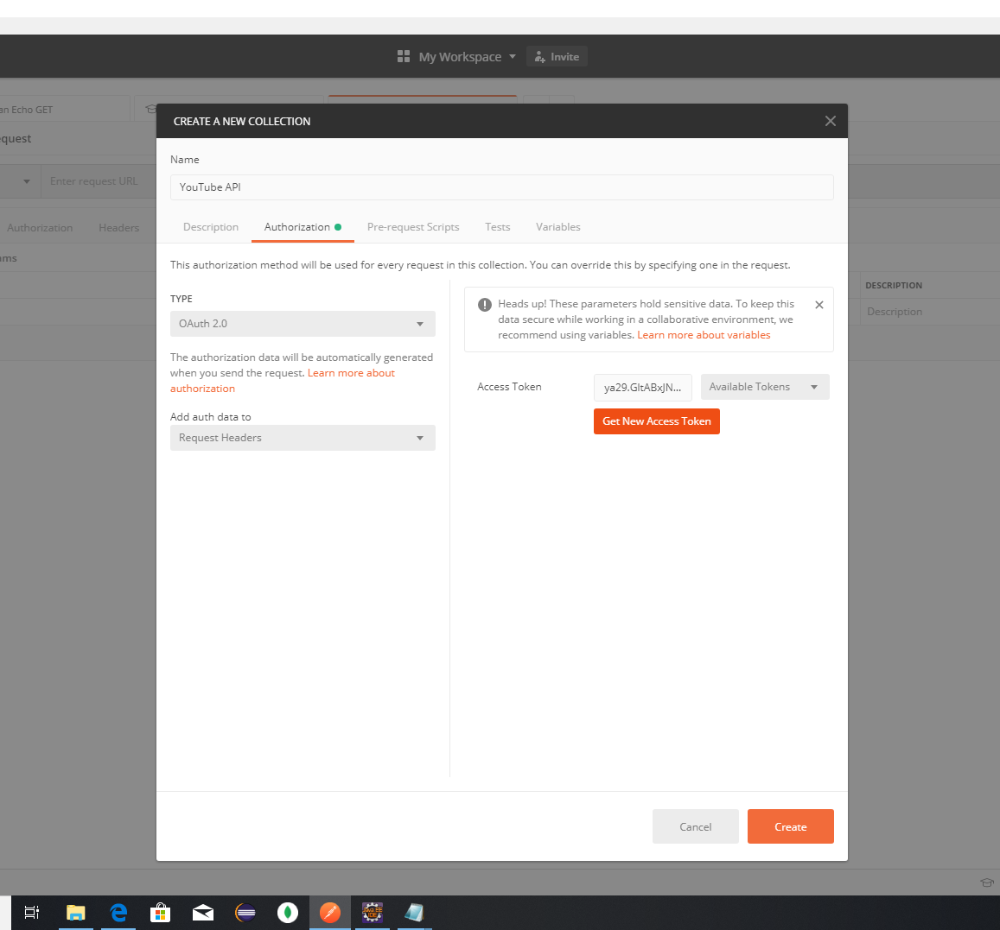 My Workspace
Invite
an Echo GET
CREATE A NEW COLLECTION
quest
Name
Enter request URL
YouTube API
Authorization
Headers
Description
Authorization
Pre-request Scripts
Tests
Variables
ms
This authorization method will be used for every request in this collection. You can override this by specifying one in the request.
DESCRIPTION
Description
TYPE
OAuth 2.0
The authorization data will be automatically generated
when you send the request. Learn more about
authorization
Add auth data to
Request Headers
Heads up! These parameters hold sensitive data. To keep this
data secure while working in a collaborative environment, we
recommend using variables. Learn more about variables
Access Token
ya29.GltABxJN...
Available Tokens
Get New Access Token
Cancel
Create